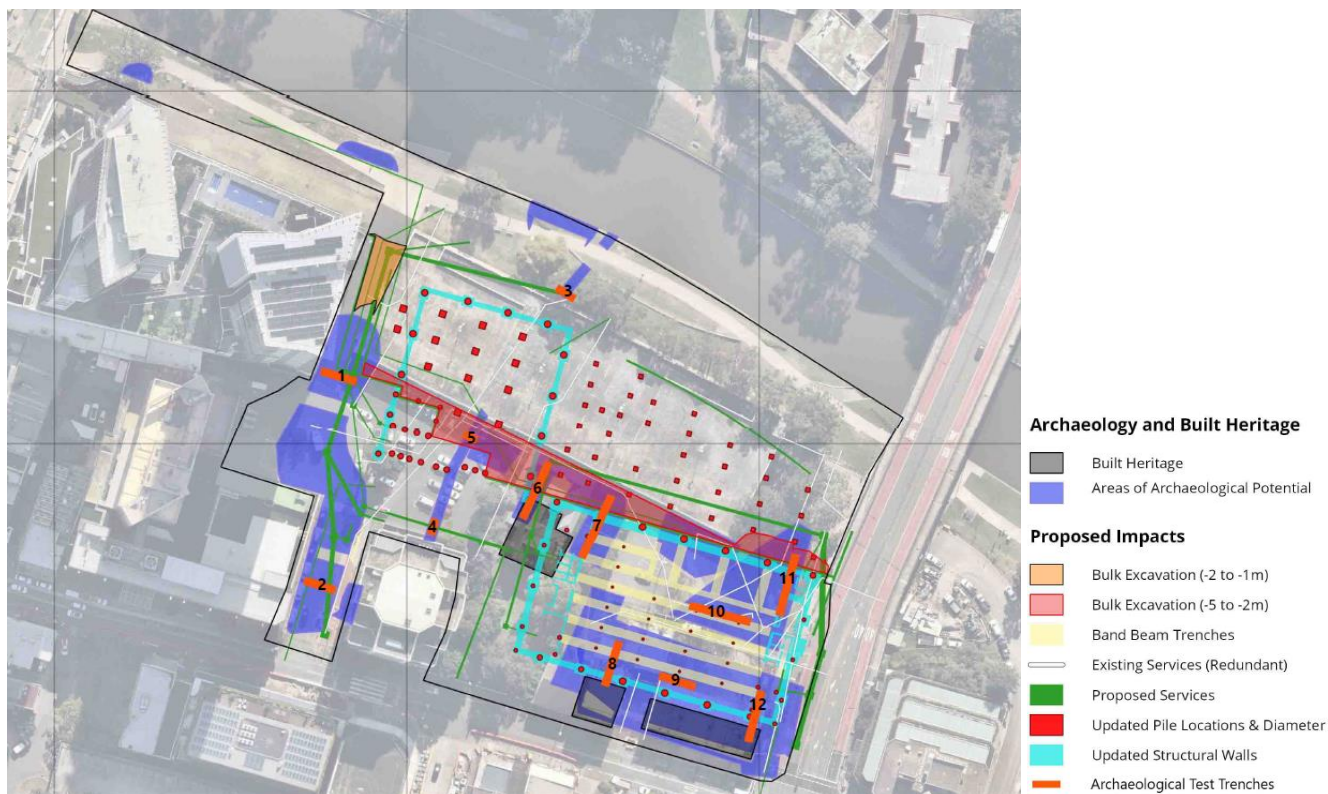 3
1
5
6
7
4
11
2
10
8
9
12
Archaeology and Built Heritage
Built Heritage
Areas of Archaeological Potential
Proposed Impacts
Bulk Excavation (-2 to -1m)
Bulk Excavation (-5 to -2m)
Band Beam Trenches
Existing Services (Redundant)
Proposed Services
Updated Pile Locations & Diameter
Updated Structural Walls
Archaeological Test Trenches